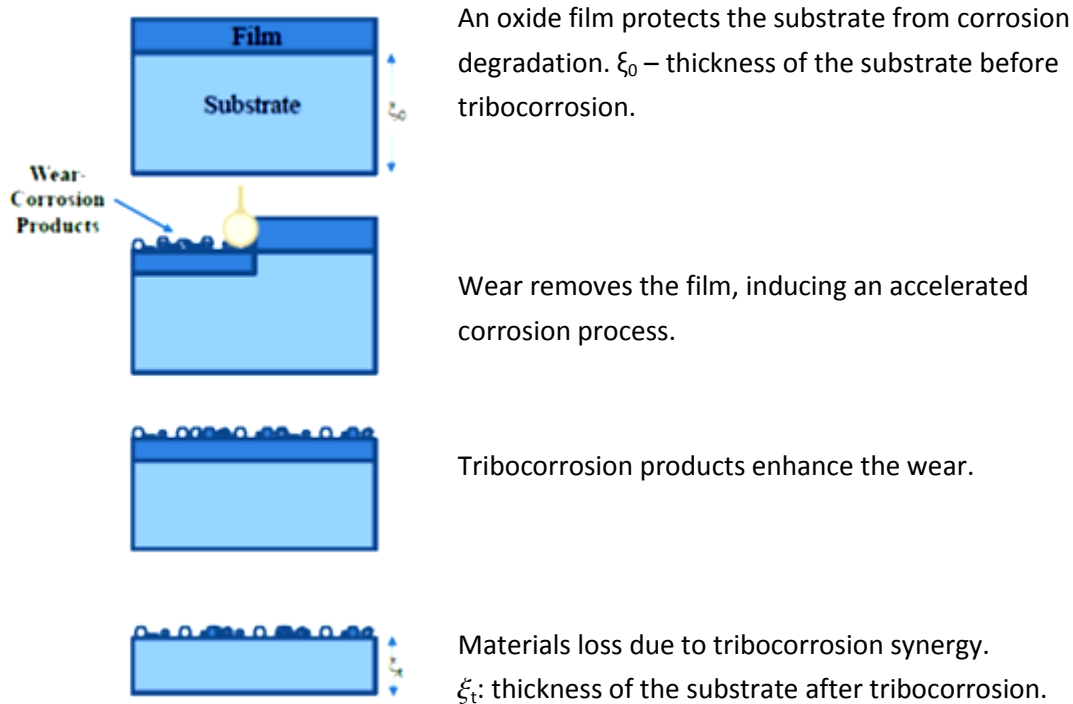 Film
Substrate
ξ₀
An oxide film protects the substrate from corrosion
degradation. ξ₀ – thickness of the substrate before
tribocorrosion.
Wear-
Corrosion
Products
Wear removes the film, inducing an accelerated
corrosion process.
Tribocorrosion products enhance the wear.
ξₜ
Materials loss due to tribocorrosion synergy.
ξₜ: thickness of the substrate after tribocorrosion.